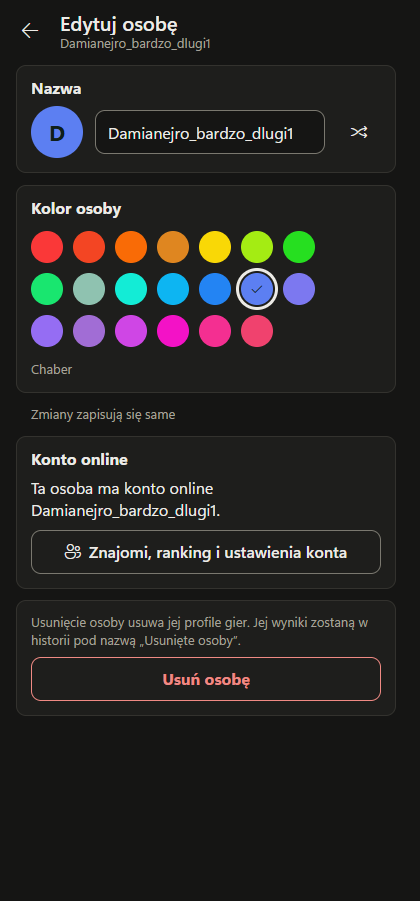 Edytuj osobę
Damianejro_bardzo_dlugi1
Nazwa
D
Damianejro_bardzo_dlugi1
Kolor osoby
Chaber
Zmiany zapisują się same
Konto online
Ta osoba ma konto online
Damianejro_bardzo_dlugi1.
Znajomi, ranking i ustawienia konta
Usunięcie osoby usuwa jej profile gier. Jej wyniki zostaną w
historii pod nazwą „Usunięte osoby”.
Usuń osobę